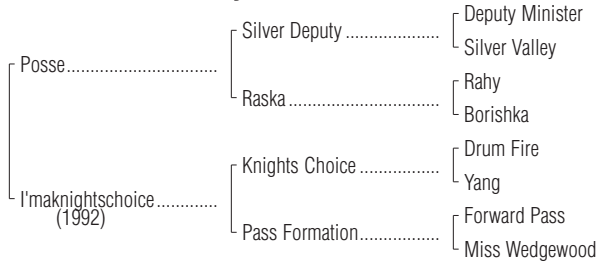 Deputy Minister
Silver Deputy ....................
Silver Valley
Posse................................
Rahy
Raska ................................
Borishka
Drum Fire
Knights Choice .................
Yang
I'maknightschoice.............
(1992)
Forward Pass
Pass Formation.................
Miss Wedgewood